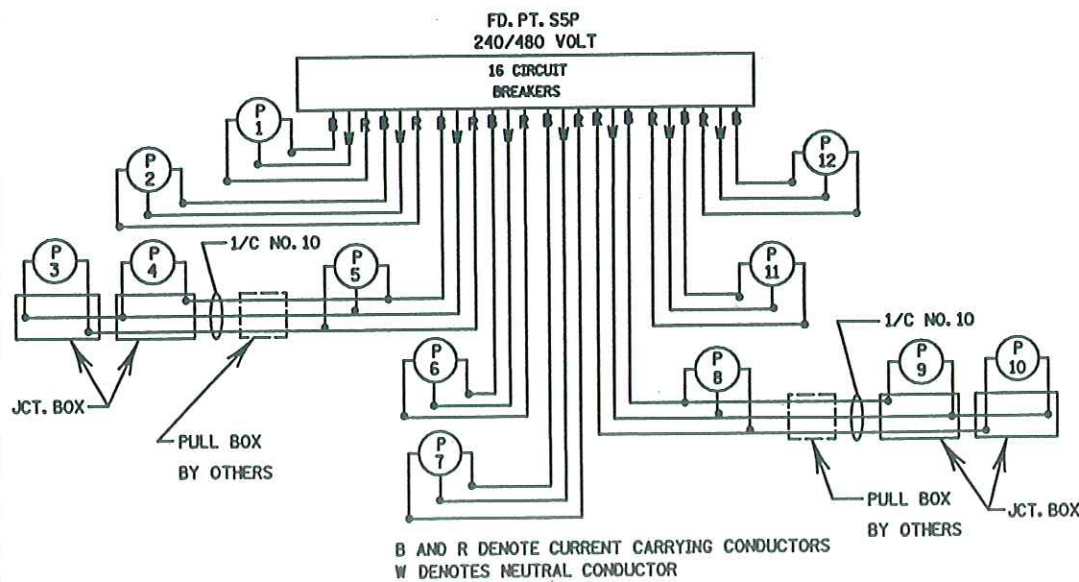 FD. PT. S5P
240/480 VOLT
16 CIRCUIT
BREAKERS
B W R B W R B W R B W R B W R R W B R W B R W B
P
1
P
2
P
12
P
3
P
4
1/C NO. 10
P
5
P
11
1/C NO. 10
P
6
P
8
P
9
P
10
JCT. BOX
PULL BOX
BY OTHERS
P
7
PULL BOX
BY OTHERS
JCT. BOX
B AND R DENOTE CURRENT CARRYING CONDUCTORS
W DENOTES NEUTRAL CONDUCTOR